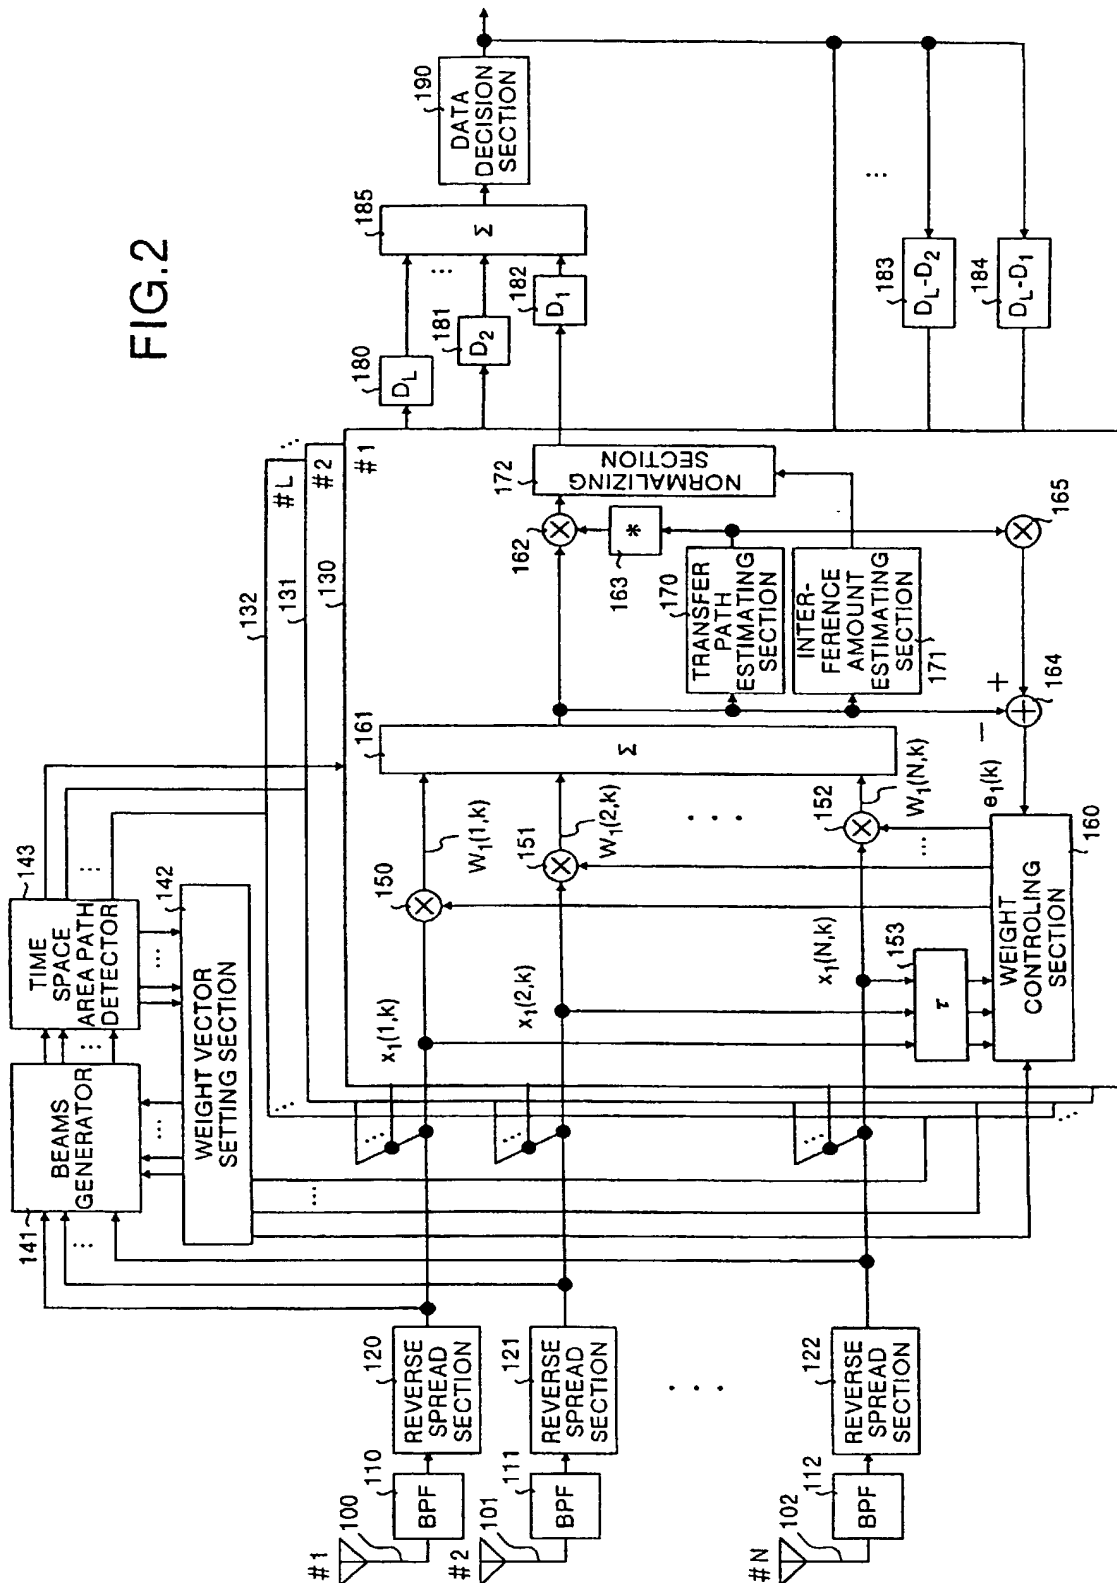 FIG.2
#1
100
110
BPF
120
REVERSE
SPREAD
SECTION
#2
101
111
BPF
121
REVERSE
SPREAD
SECTION
. . .
#N
102
112
BPF
122
REVERSE
SPREAD
SECTION
141
BEAMS
GENERATOR
...
143
TIME
SPACE
AREA PATH
DETECTOR
...
142
WEIGHT VECTOR
SETTING SECTION
...
132
#L
131
#2
130
#1
x1(1,k)
x1(2,k)
x1(N,k)
150
W1(1,k)
151
W1(2,k)
. . .
152
W1(N,k)
153
τ
160
WEIGHT
CONTROLING
SECTION
...
e1(k)
161
Σ
162
163
*
170
TRANSFER
PATH
ESTIMATING
SECTION
171
INTER-
FERENCE
AMOUNT
ESTIMATING
SECTION
172
NORMALIZING
SECTION
164
+
−
165
180
DL
181
D2
182
D1
...
185
Σ
190
DATA
DECISION
SECTION
...
183
DL-D2
184
DL-D1